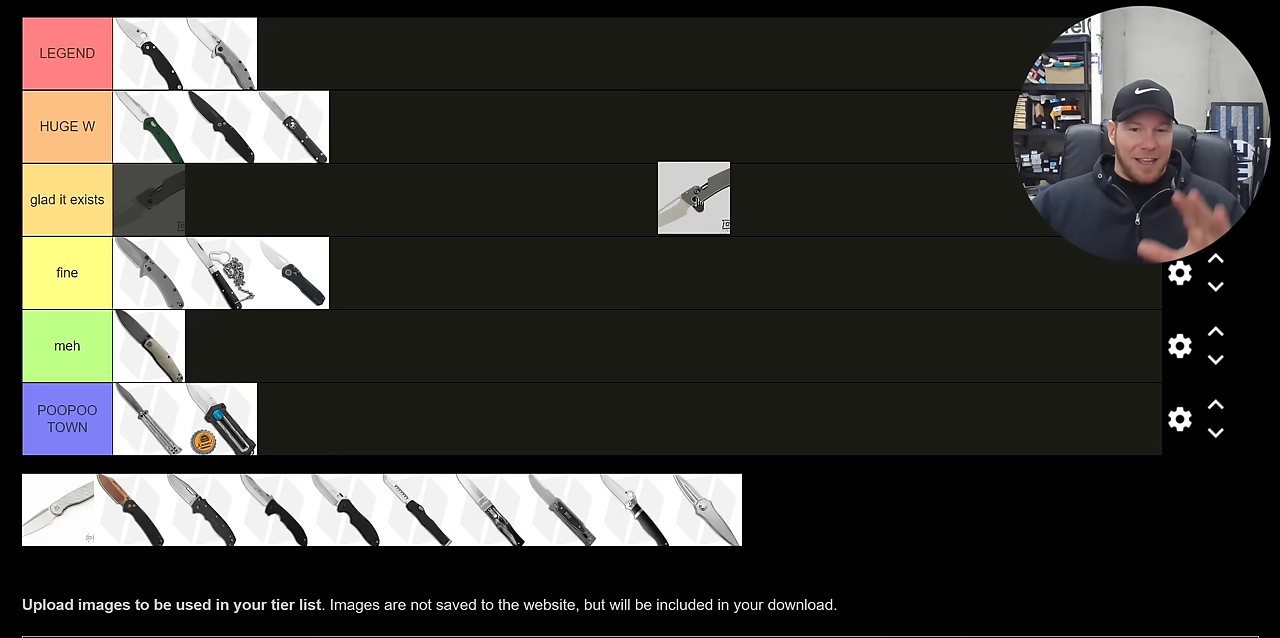 LEGEND
HUGE W
glad it exists
fine
meh
POOPOO
TOWN
Upload images to be used in your tier list. Images are not saved to the website, but will be included in your download.